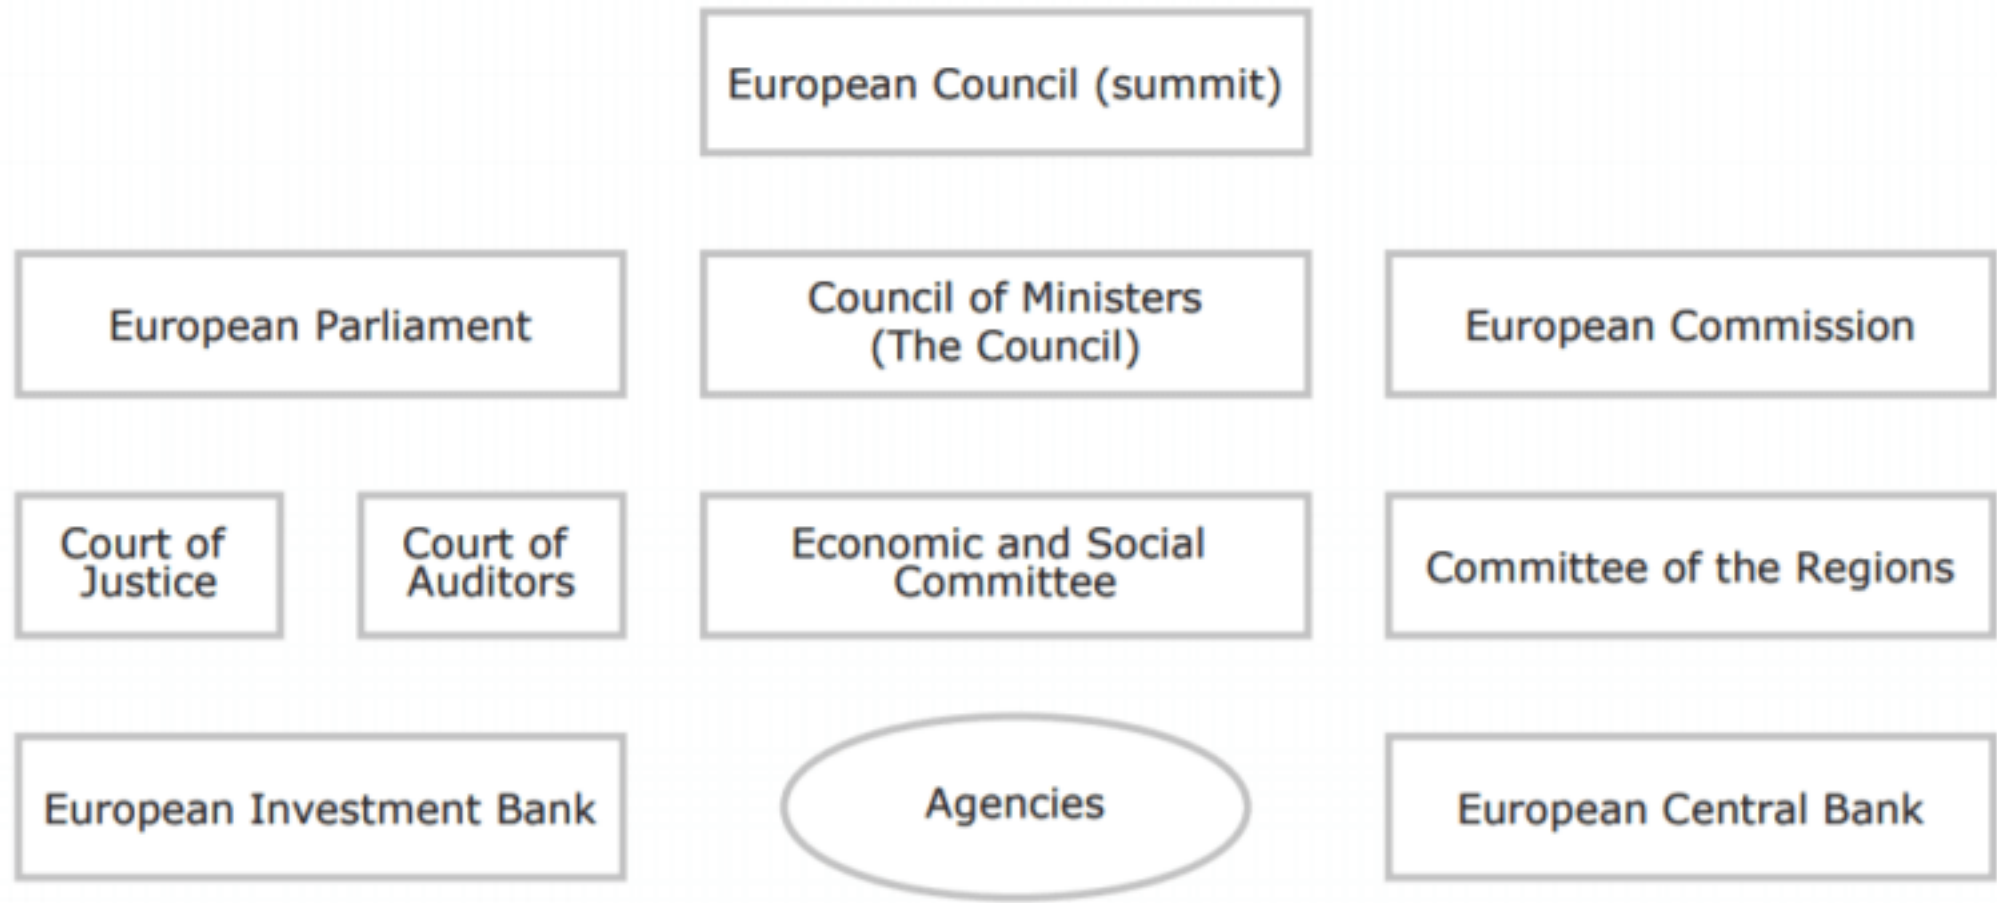 European Council (summit)
European Parliament
Council of Ministers
(The Council)
European Commission
Court of
Justice
Court of
Auditors
Economic and Social
Committee
Committee of the Regions
European Investment Bank
Agencies
European Central Bank